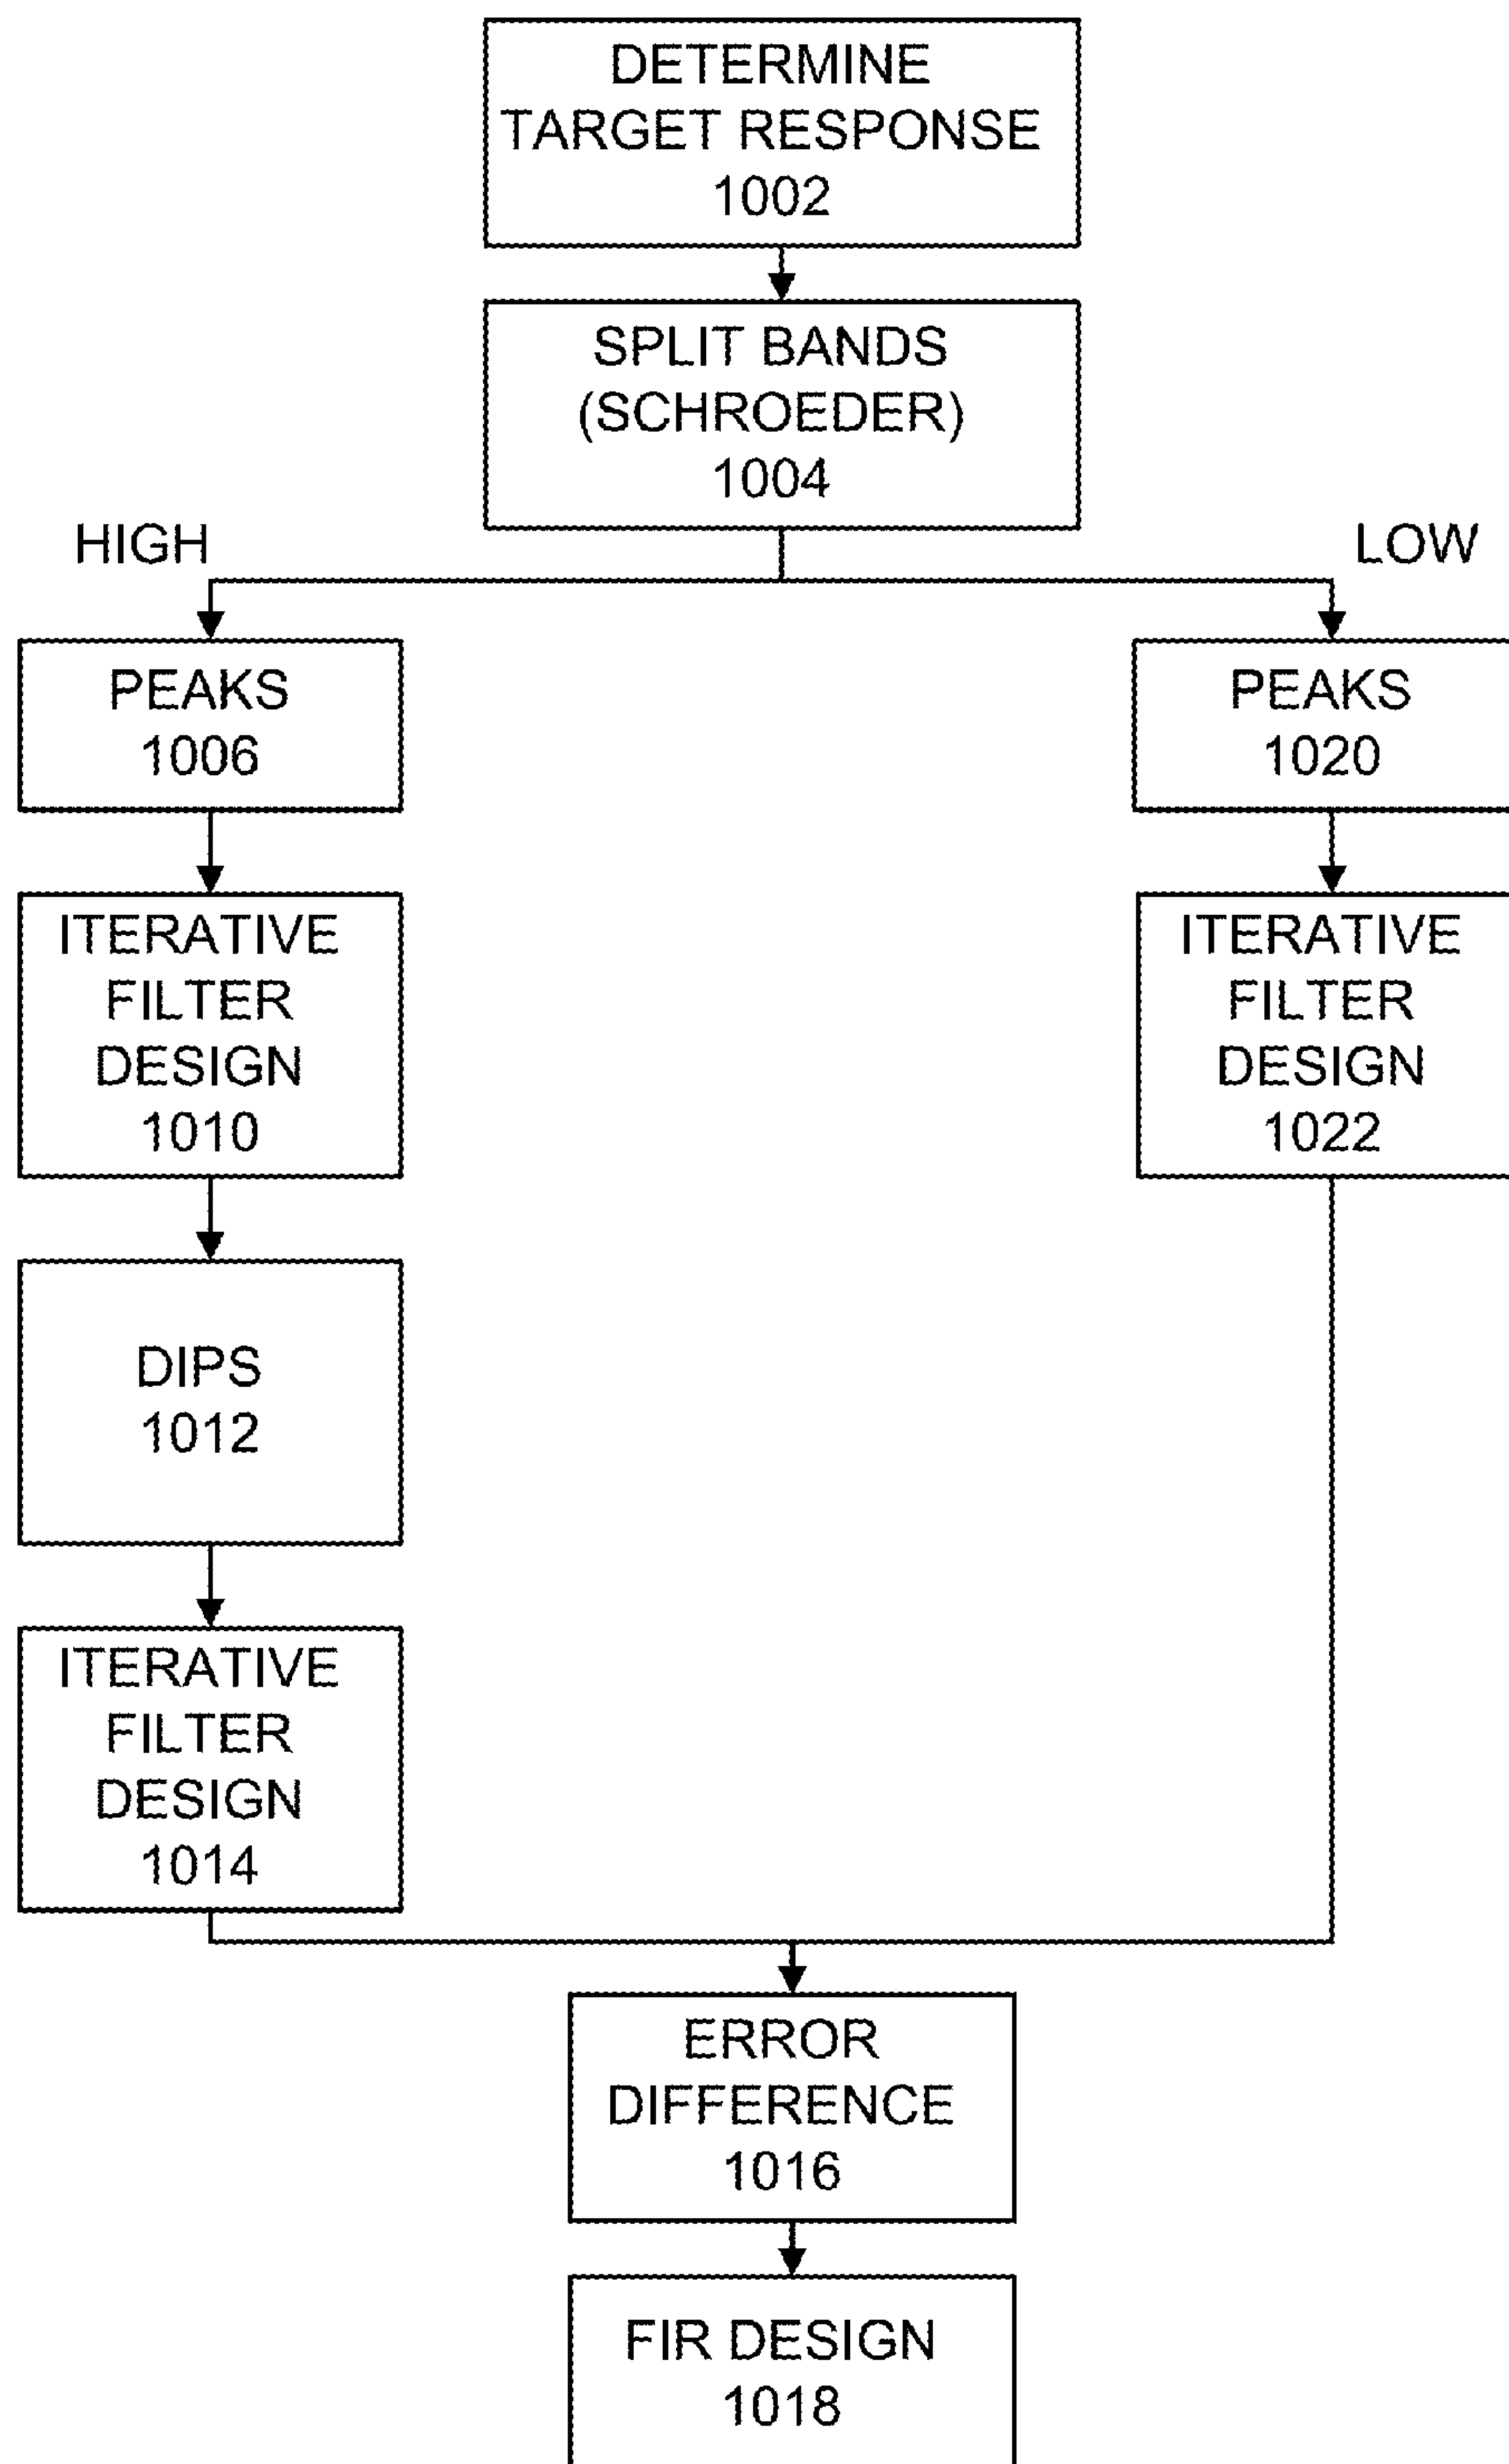 DETERMINE
TARGET RESPONSE
1002
SPLIT BANDS
(SCHROEDER)
1004
HIGH
LOW
PEAKS
1006
PEAKS
1020
ITERATIVE
FILTER
DESIGN
1010
ITERATIVE
FILTER
DESIGN
1022
DIPS
1012
ITERATIVE
FILTER
DESIGN
1014
ERROR
DIFFERENCE
1016
FIR DESIGN
1018